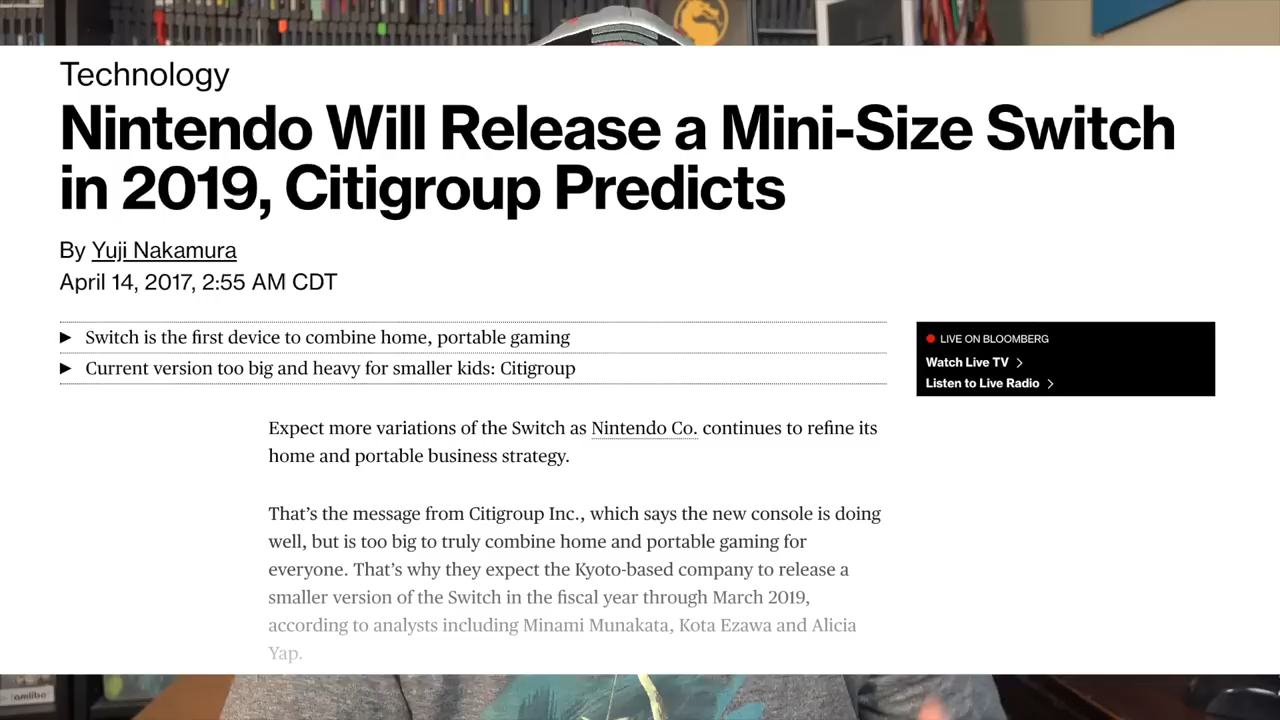 Technology
Nintendo Will Release a Mini-Size Switch
in 2019, Citigroup Predicts
By Yuji Nakamura
April 14, 2017, 2:55 AM CDT
▶ Switch is the first device to combine home, portable gaming
▶ Current version too big and heavy for smaller kids: Citigroup
LIVE ON BLOOMBERG
Watch Live TV >
Listen to Live Radio >
Expect more variations of the Switch as Nintendo Co. continues to refine its
home and portable business strategy.
That’s the message from Citigroup Inc., which says the new console is doing
well, but is too big to truly combine home and portable gaming for
everyone. That’s why they expect the Kyoto-based company to release a
smaller version of the Switch in the fiscal year through March 2019,
according to analysts including Minami Munakata, Kota Ezawa and Alicia
Yap.
amiibo